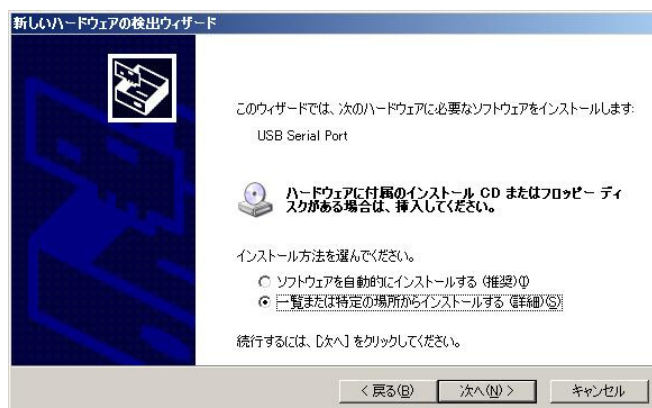 新しいハードウェアの検出ウィザード
このウィザードでは、次のハードウェアに必要なソフトウェアをインストールします:
USB Serial Port
ハードウェアに付属のインストール CD またはフロッピー ディ
スクがある場合は、挿入してください。
インストール方法を選んでください。
ソフトウェアを自動的にインストールする (推奨)(I)
一覧または特定の場所からインストールする (詳細)(S)
続行するには、[次へ] をクリックしてください。
< 戻る(B)
次へ(N) >
キャンセル